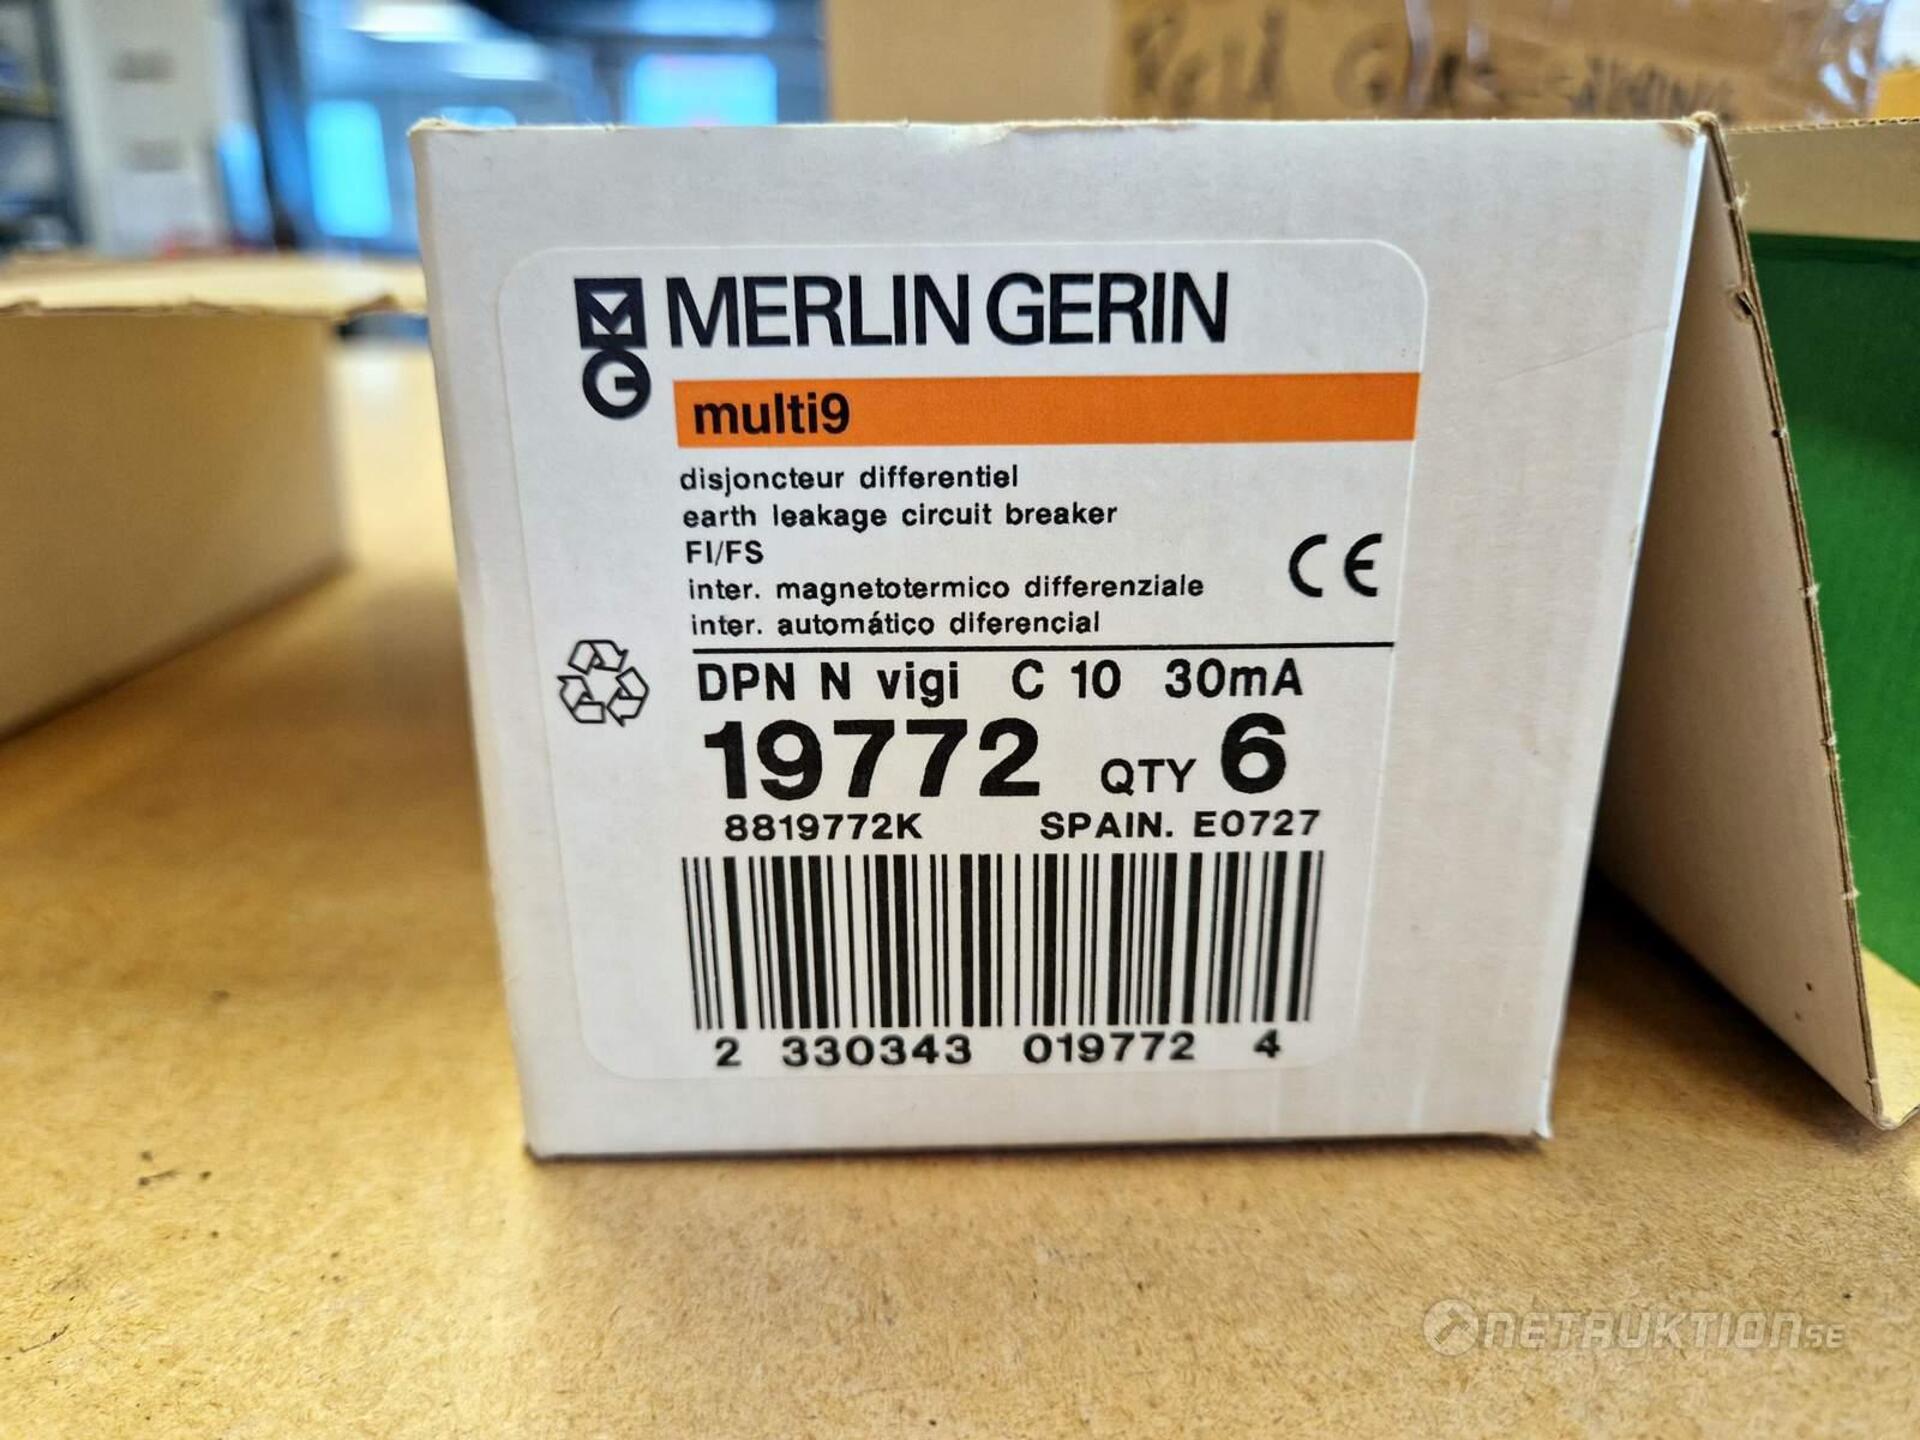 MG MERLIN GERIN
multi9
disjoncteur differentiel
earth leakage circuit breaker
FI/FS
inter. magnetotermico differenziale
inter. automático diferencial
CE
DPN N vigi C 10 30mA
19772 QTY 6
8819772K SPAIN. E0727
2 330343 019772 4
NETRUKTION.SE